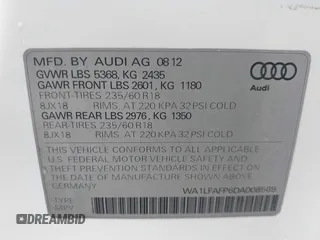 MFD. BY AUDI AG 08 12
GVWR LBS 5368, KG 2435
GAWR FRONT LBS 2601, KG 1180
FRONT-TIRES 235/60 R18
8JX18 RIMS, AT 220 KPA 32 PSI COLD
GAWR REAR LBS 2976, KG 1350
REAR-TIRES 235/60 R18
8JX18 RIMS, AT 220 KPA 32 PSI COLD
Audi
THIS VEHICLE CONFORMS TO ALL APPLICABLE
U.S. FEDERAL MOTOR VEHICLE SAFETY AND
THEFT PREVENTION STANDARDS IN EFFECT ON THE
DATE OF MANUFACTURE SHOWN ABOVE
GERMANY
TYPE: MPV
DREAMBID